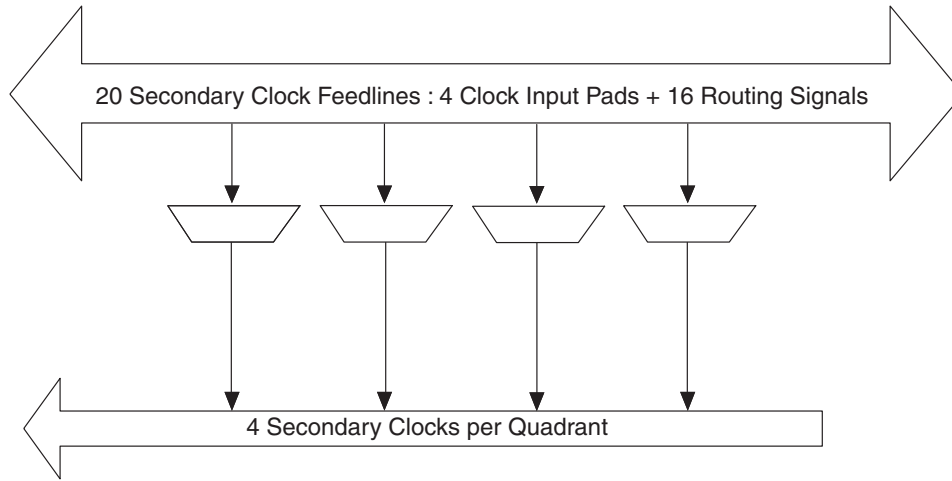 20 Secondary Clock Feedlines : 4 Clock Input Pads + 16 Routing Signals
4 Secondary Clocks per Quadrant